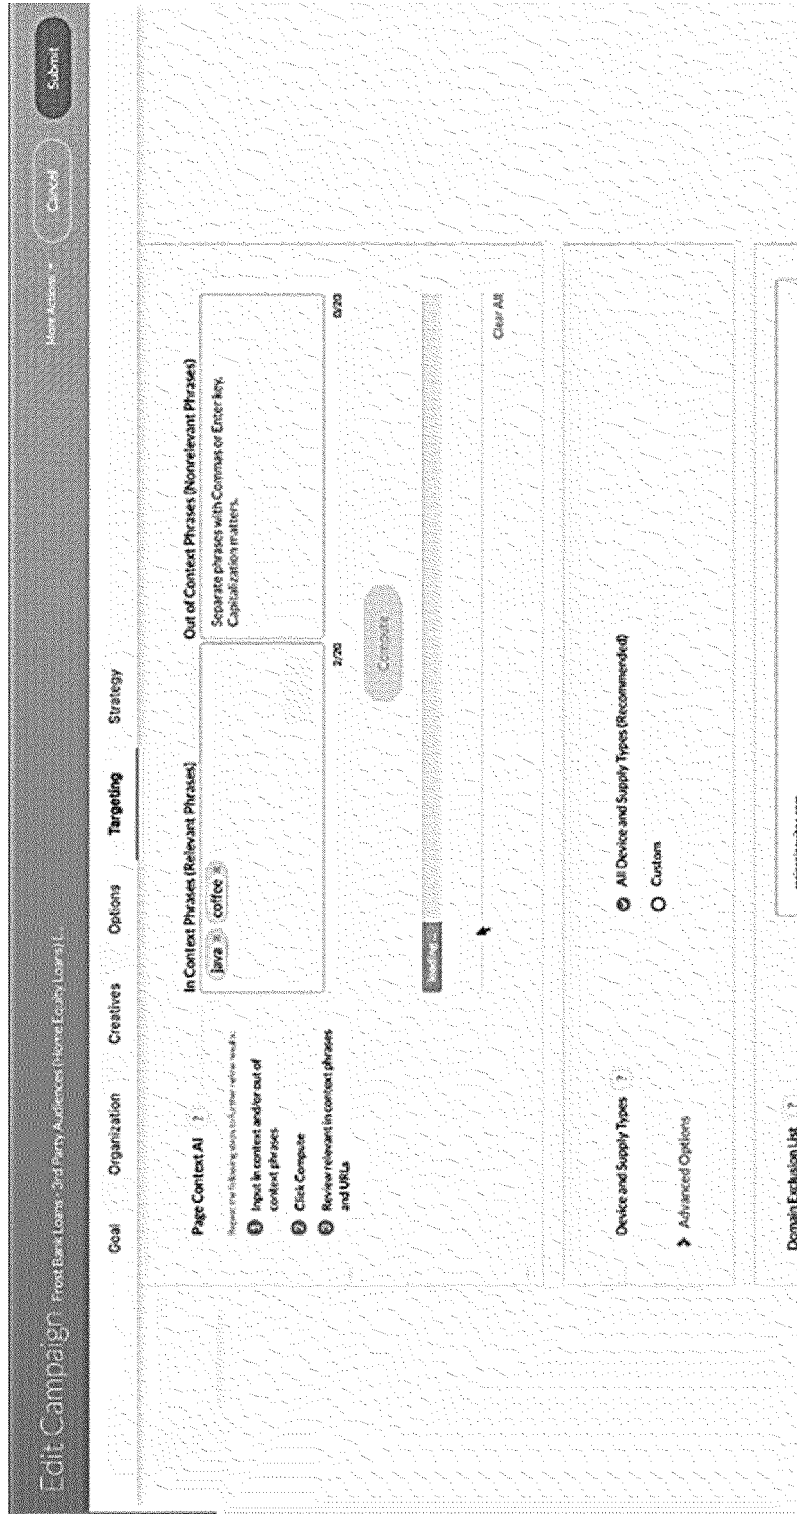 Edit Campaign Frost Bank Loans - 3rd Party Audiences (Home Equity Loans) (...
More Actions
Cancel
Submit
Goal Organization Creatives Options Targeting Strategy
Page Context AI ?
Repeat the following steps to further refine results:
1 Input in context and/or out of
context phrases
2 Click Compute
3 Review relevant in context phrases
and URLs
In Context Phrases (Relevant Phrases)
java × coffee ×
2/20
Out of Context Phrases (Nonrelevant Phrases)
Separate phrases with Commas or Enter key.
Capitalization matters.
0/20
Compute
Clear All
Device and Supply Types ?
Advanced Options
All Device and Supply Types (Recommended)
Custom
Domain Exclusion List ?